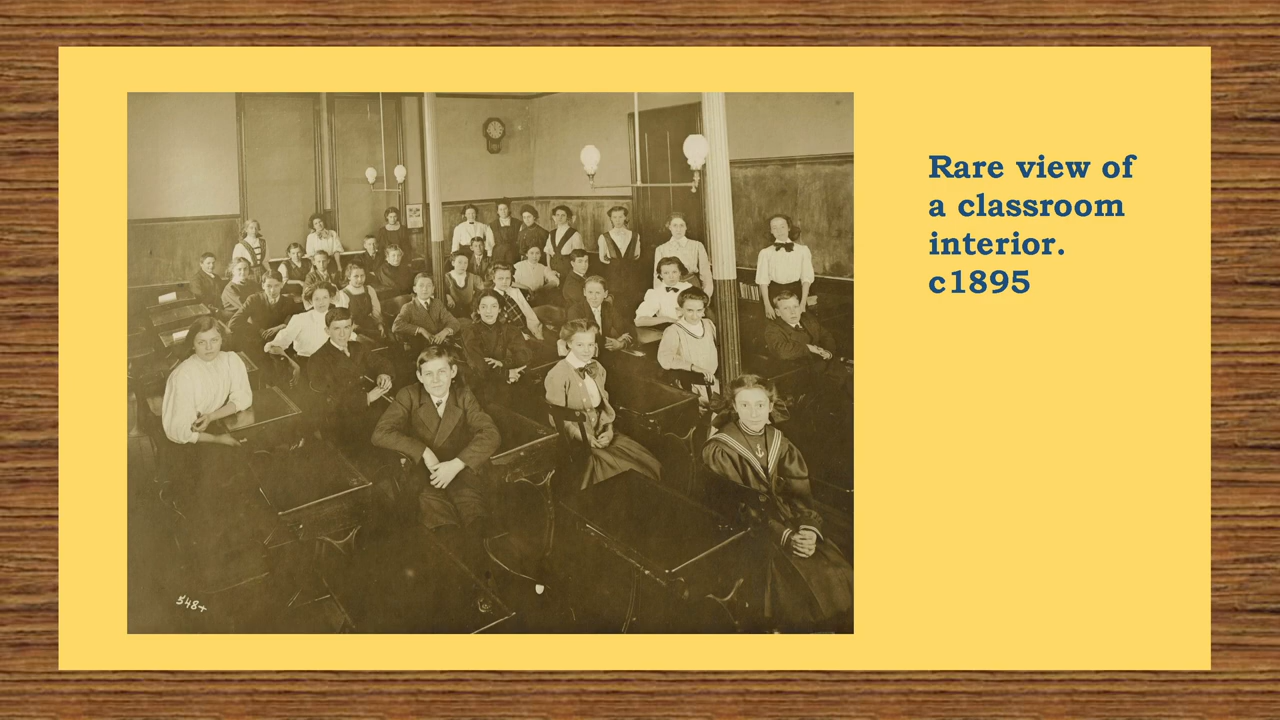 Rare view of
a classroom
interior.
c1895
548+